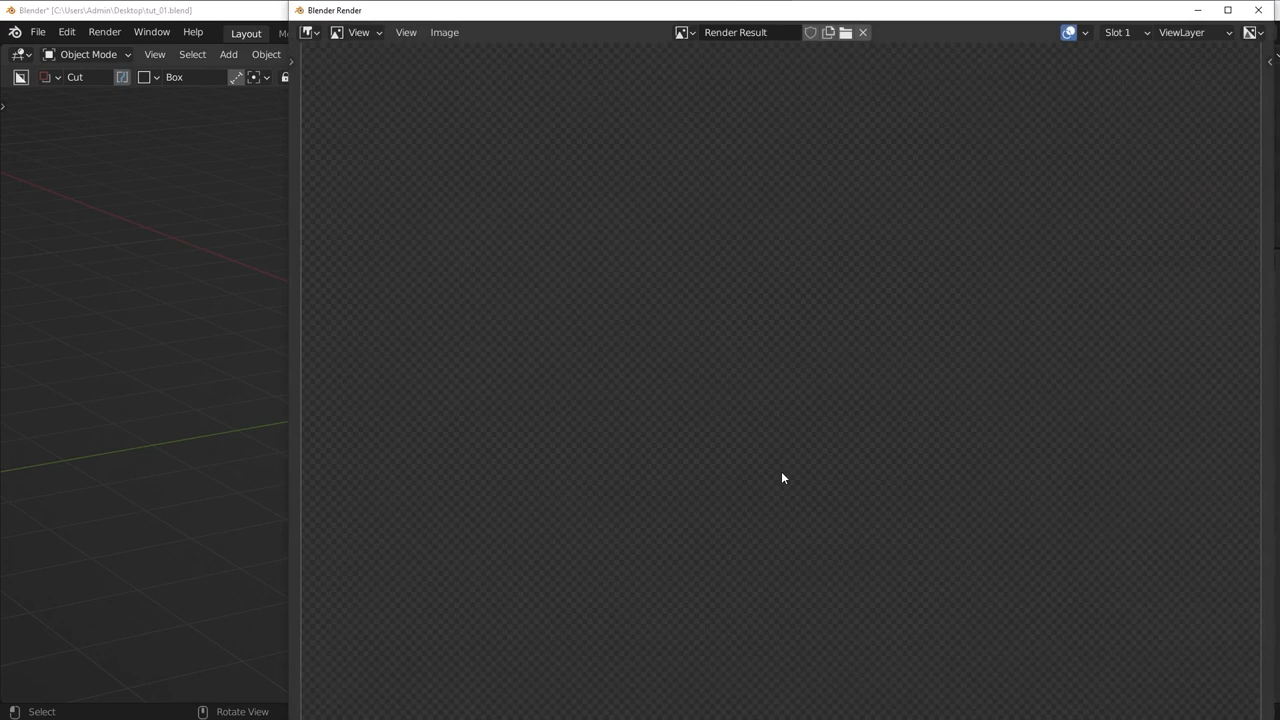 Blender* [C:\Users\Admin\Desktop\tut_01.blend]
Blender Render
File Edit Render Window Help Layout
View View Image Render Result Slot 1 ViewLayer
Object Mode View Select Add Object
Cut Box
Select Rotate View